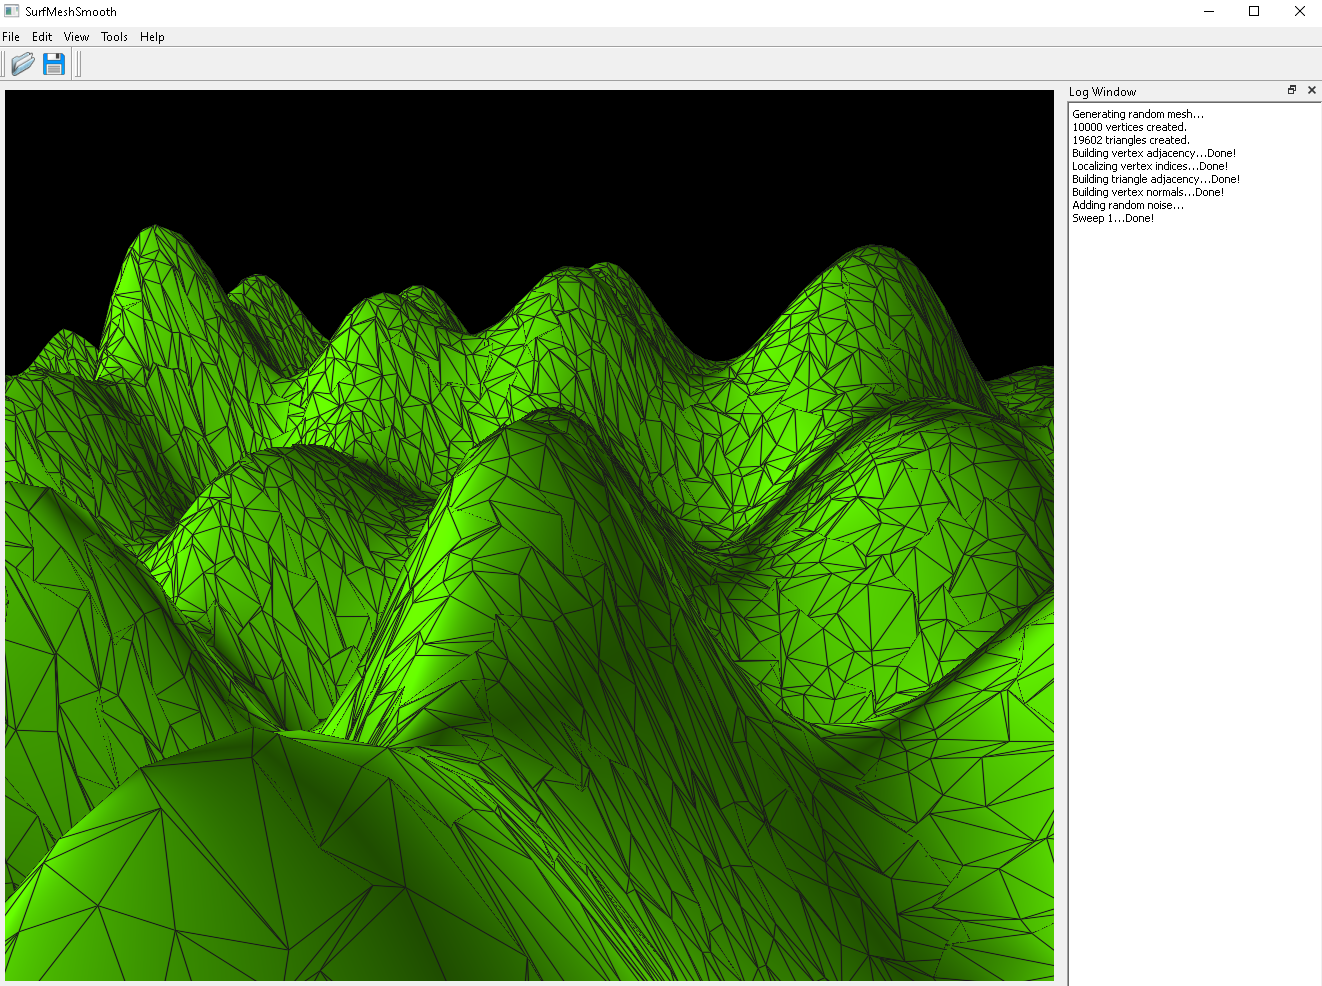 SurfMeshSmooth
File Edit View Tools Help
Log Window
Generating random mesh...
10000 vertices created.
19602 triangles created.
Building vertex adjacency...Done!
Localizing vertex indices...Done!
Building triangle adjacency...Done!
Building vertex normals...Done!
Adding random noise...
Sweep 1...Done!